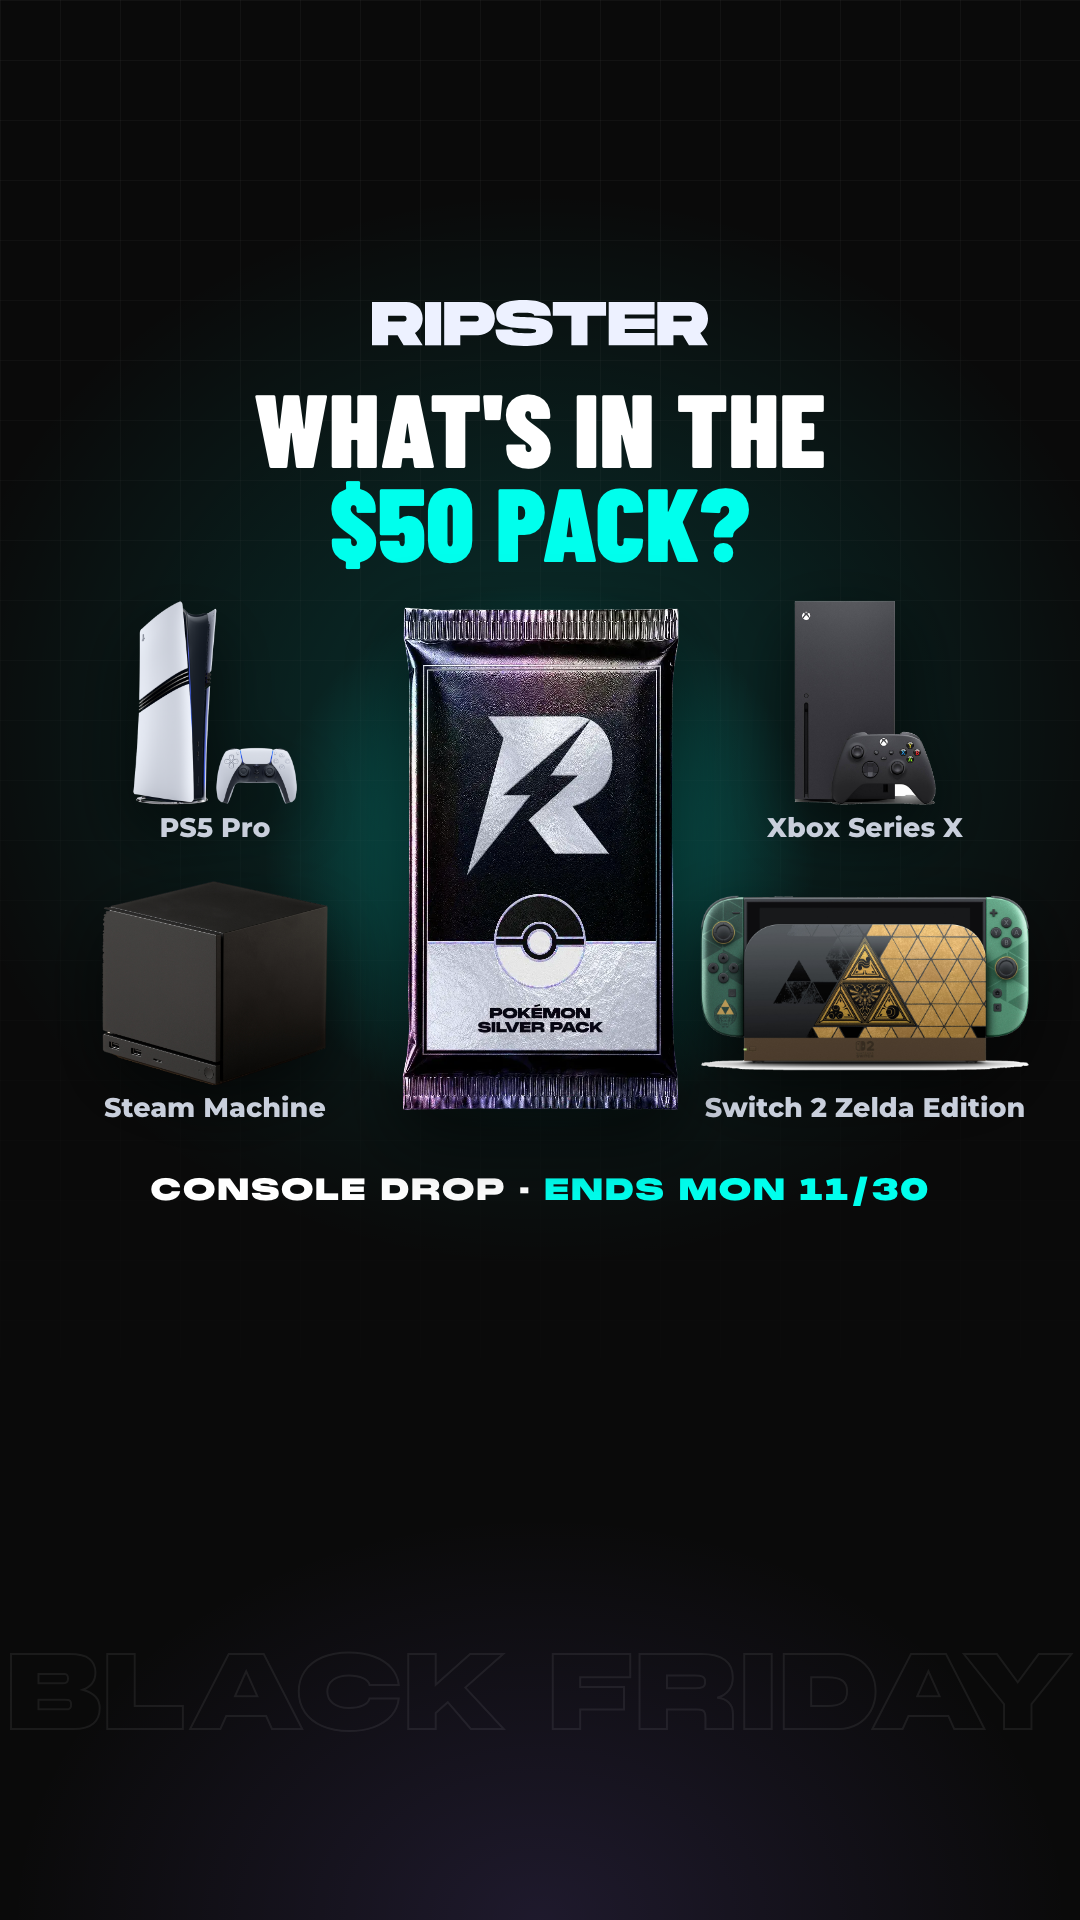 RIPSTER
WHAT'S IN THE
$50 PACK?
PS5 Pro
Xbox Series X
POKÉMON
SILVER PACK
Steam Machine
Switch 2 Zelda Edition
CONSOLE DROP · ENDS MON 11/30
BLACK FRIDAY